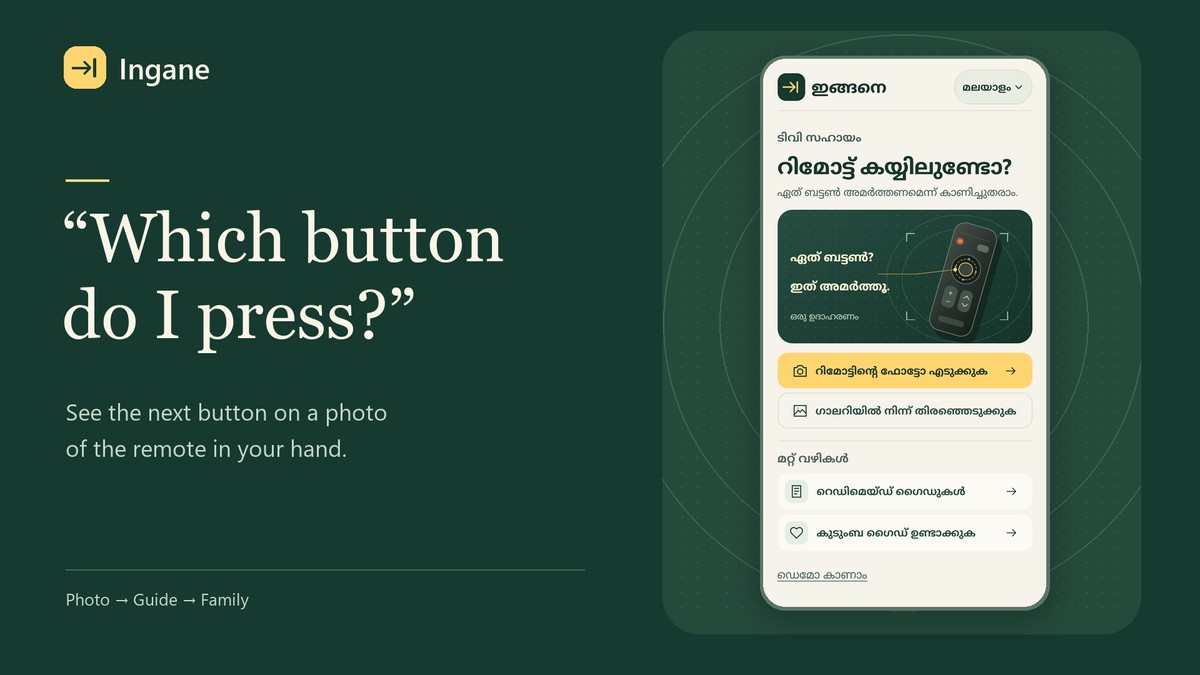 Ingane
“Which button
do I press?”
See the next button on a photo
of the remote in your hand.
Photo → Guide → Family
ഇങ്ങനെ
മലയാളം
ടിവി സഹായം
റിമോട്ട് കയ്യിലുണ്ടോ?
ഏത് ബട്ടൺ അമർത്തണമെന്ന് കാണിച്ചുതരാം.
ഏത് ബട്ടൺ?
ഇത് അമർത്തൂ.
ഒരു ഉദാഹരണം
റിമോട്ടിന്റെ ഫോട്ടോ എടുക്കുക →
ഗാലറിയിൽ നിന്ന് തിരഞ്ഞെടുക്കുക
മറ്റ് വഴികൾ
റെഡിമെയ്ഡ് ഗൈഡുകൾ →
കുടുംബ ഗൈഡ് ഉണ്ടാക്കുക →
ഡെമോ കാണാം